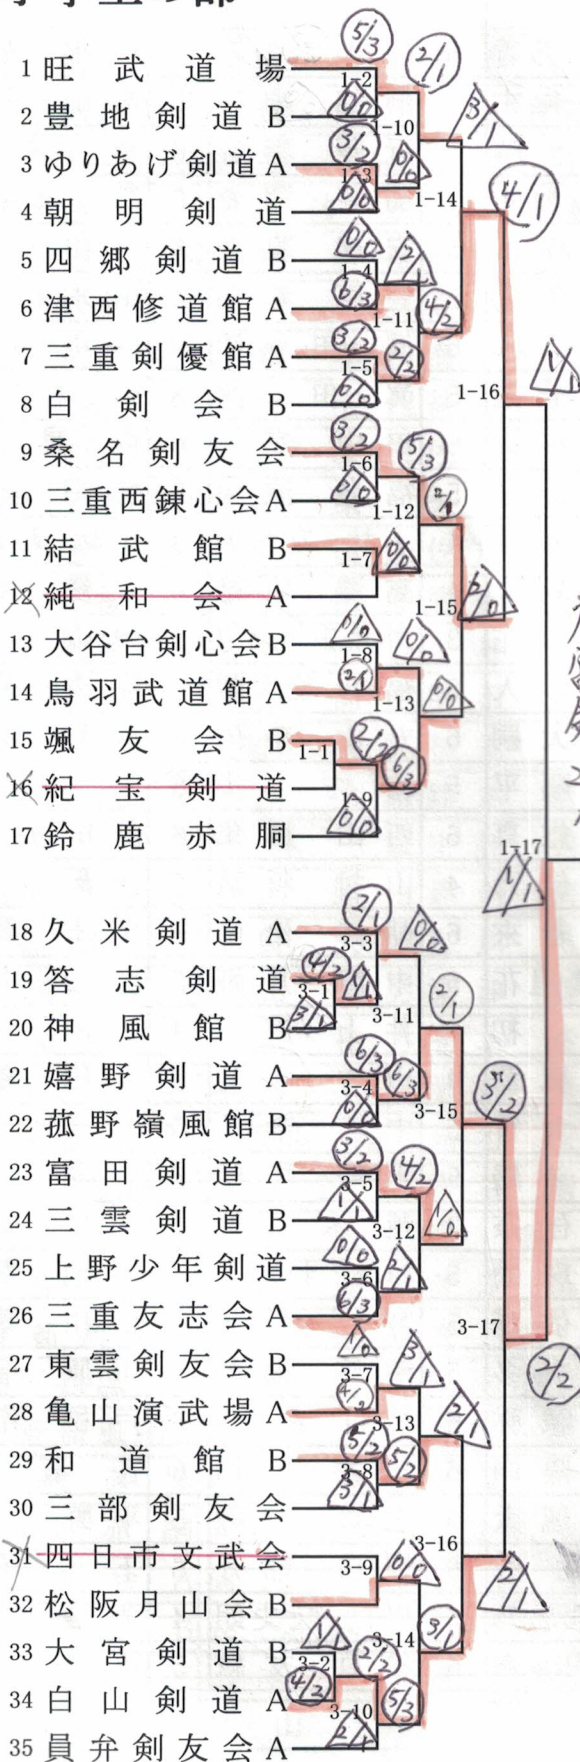 1 旺武道場
2 豊地剣道 B
3 ゆりあげ剣道 A
4 朝明剣道
5 四郷剣道 B
6 津西修道館 A
7 三重剣優館 A
8 白剣会 B
9 桑名剣友会
10 三重西錬心会 A
11 結武館 B
12 純和会 A
13 大谷台剣心会 B
14 鳥羽武道館 A
15 颯友会 B
16 紀宝剣道
17 鈴鹿赤胴
18 久米剣道 A
19 答志剣道
20 神風館 B
21 嬉野剣道 A
22 菰野嶺風館 B
23 富田剣道 A
24 三雲剣道 B
25 上野少年剣道
26 三重友志会 A
27 東雲剣友会 B
28 亀山演武場 A
29 和道館 B
30 三部剣友会
31 四日市文武会
32 松阪月山会 B
33 大宮剣道 B
34 白山剣道 A
35 員弁剣友会 A
1-2
1-10
1-3
1-14
1-4
1-11
1-5
1-16
1-6
1-12
1-7
1-15
1-8
1-13
1-1
1-9
1-17
3-3
3-1
3-11
3-4
3-15
3-5
3-12
3-6
3-17
3-7
3-13
3-8
3-16
3-9
3-14
3-2
3-10
5/3
2/1
0/0
3/1
3/2
0/0
0/0
4/1
6/3
4/2
3/2
2/2
0/0
1/1
3/2
5/3
0/0
0/0
2/2
6/3
0/0
1/1
2/1
0/0
4/2
1/1
3/1
2/1
6/3
6/3
0/0
3/2
3/2
4/2
1/1
1/0
0/0
2/1
6/3
1/0
3/1
2/2
4/2
2/1
5/2
3/1
0/0
2/1
1/1
3/1
2/2
4/2
5/3